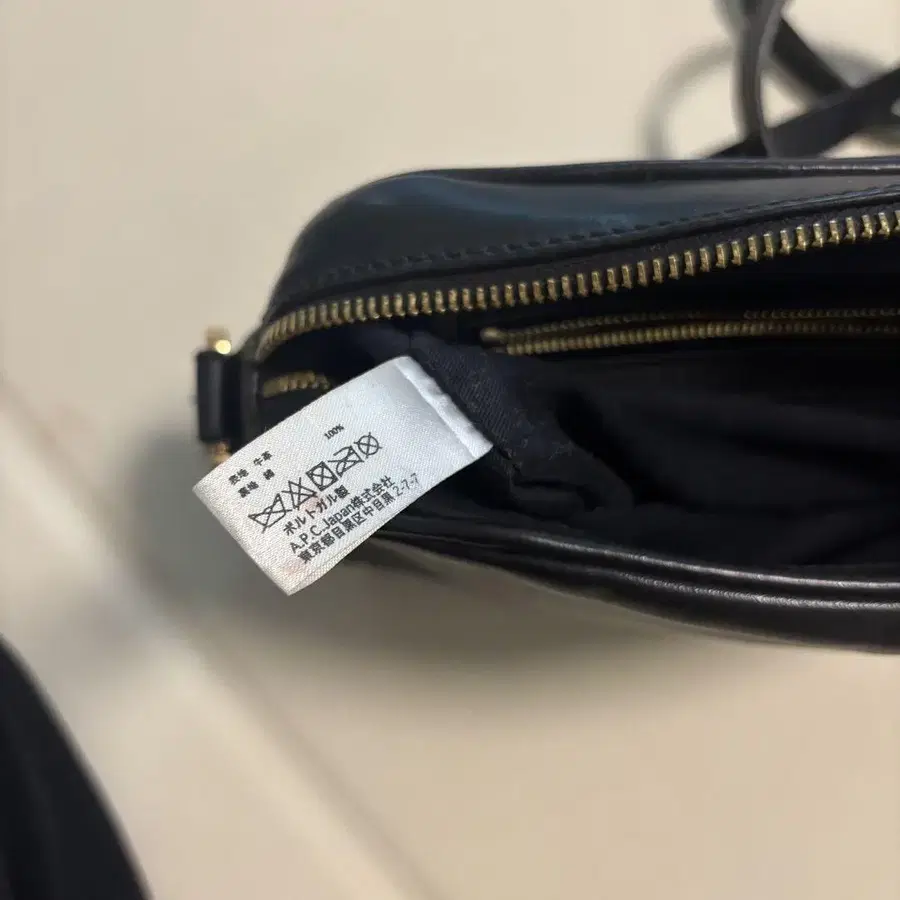 表地 牛革
裏地 綿 100%
ポルトガル製
A.P.C.Japan株式会社
東京都目黒区中目黒 2-7-7